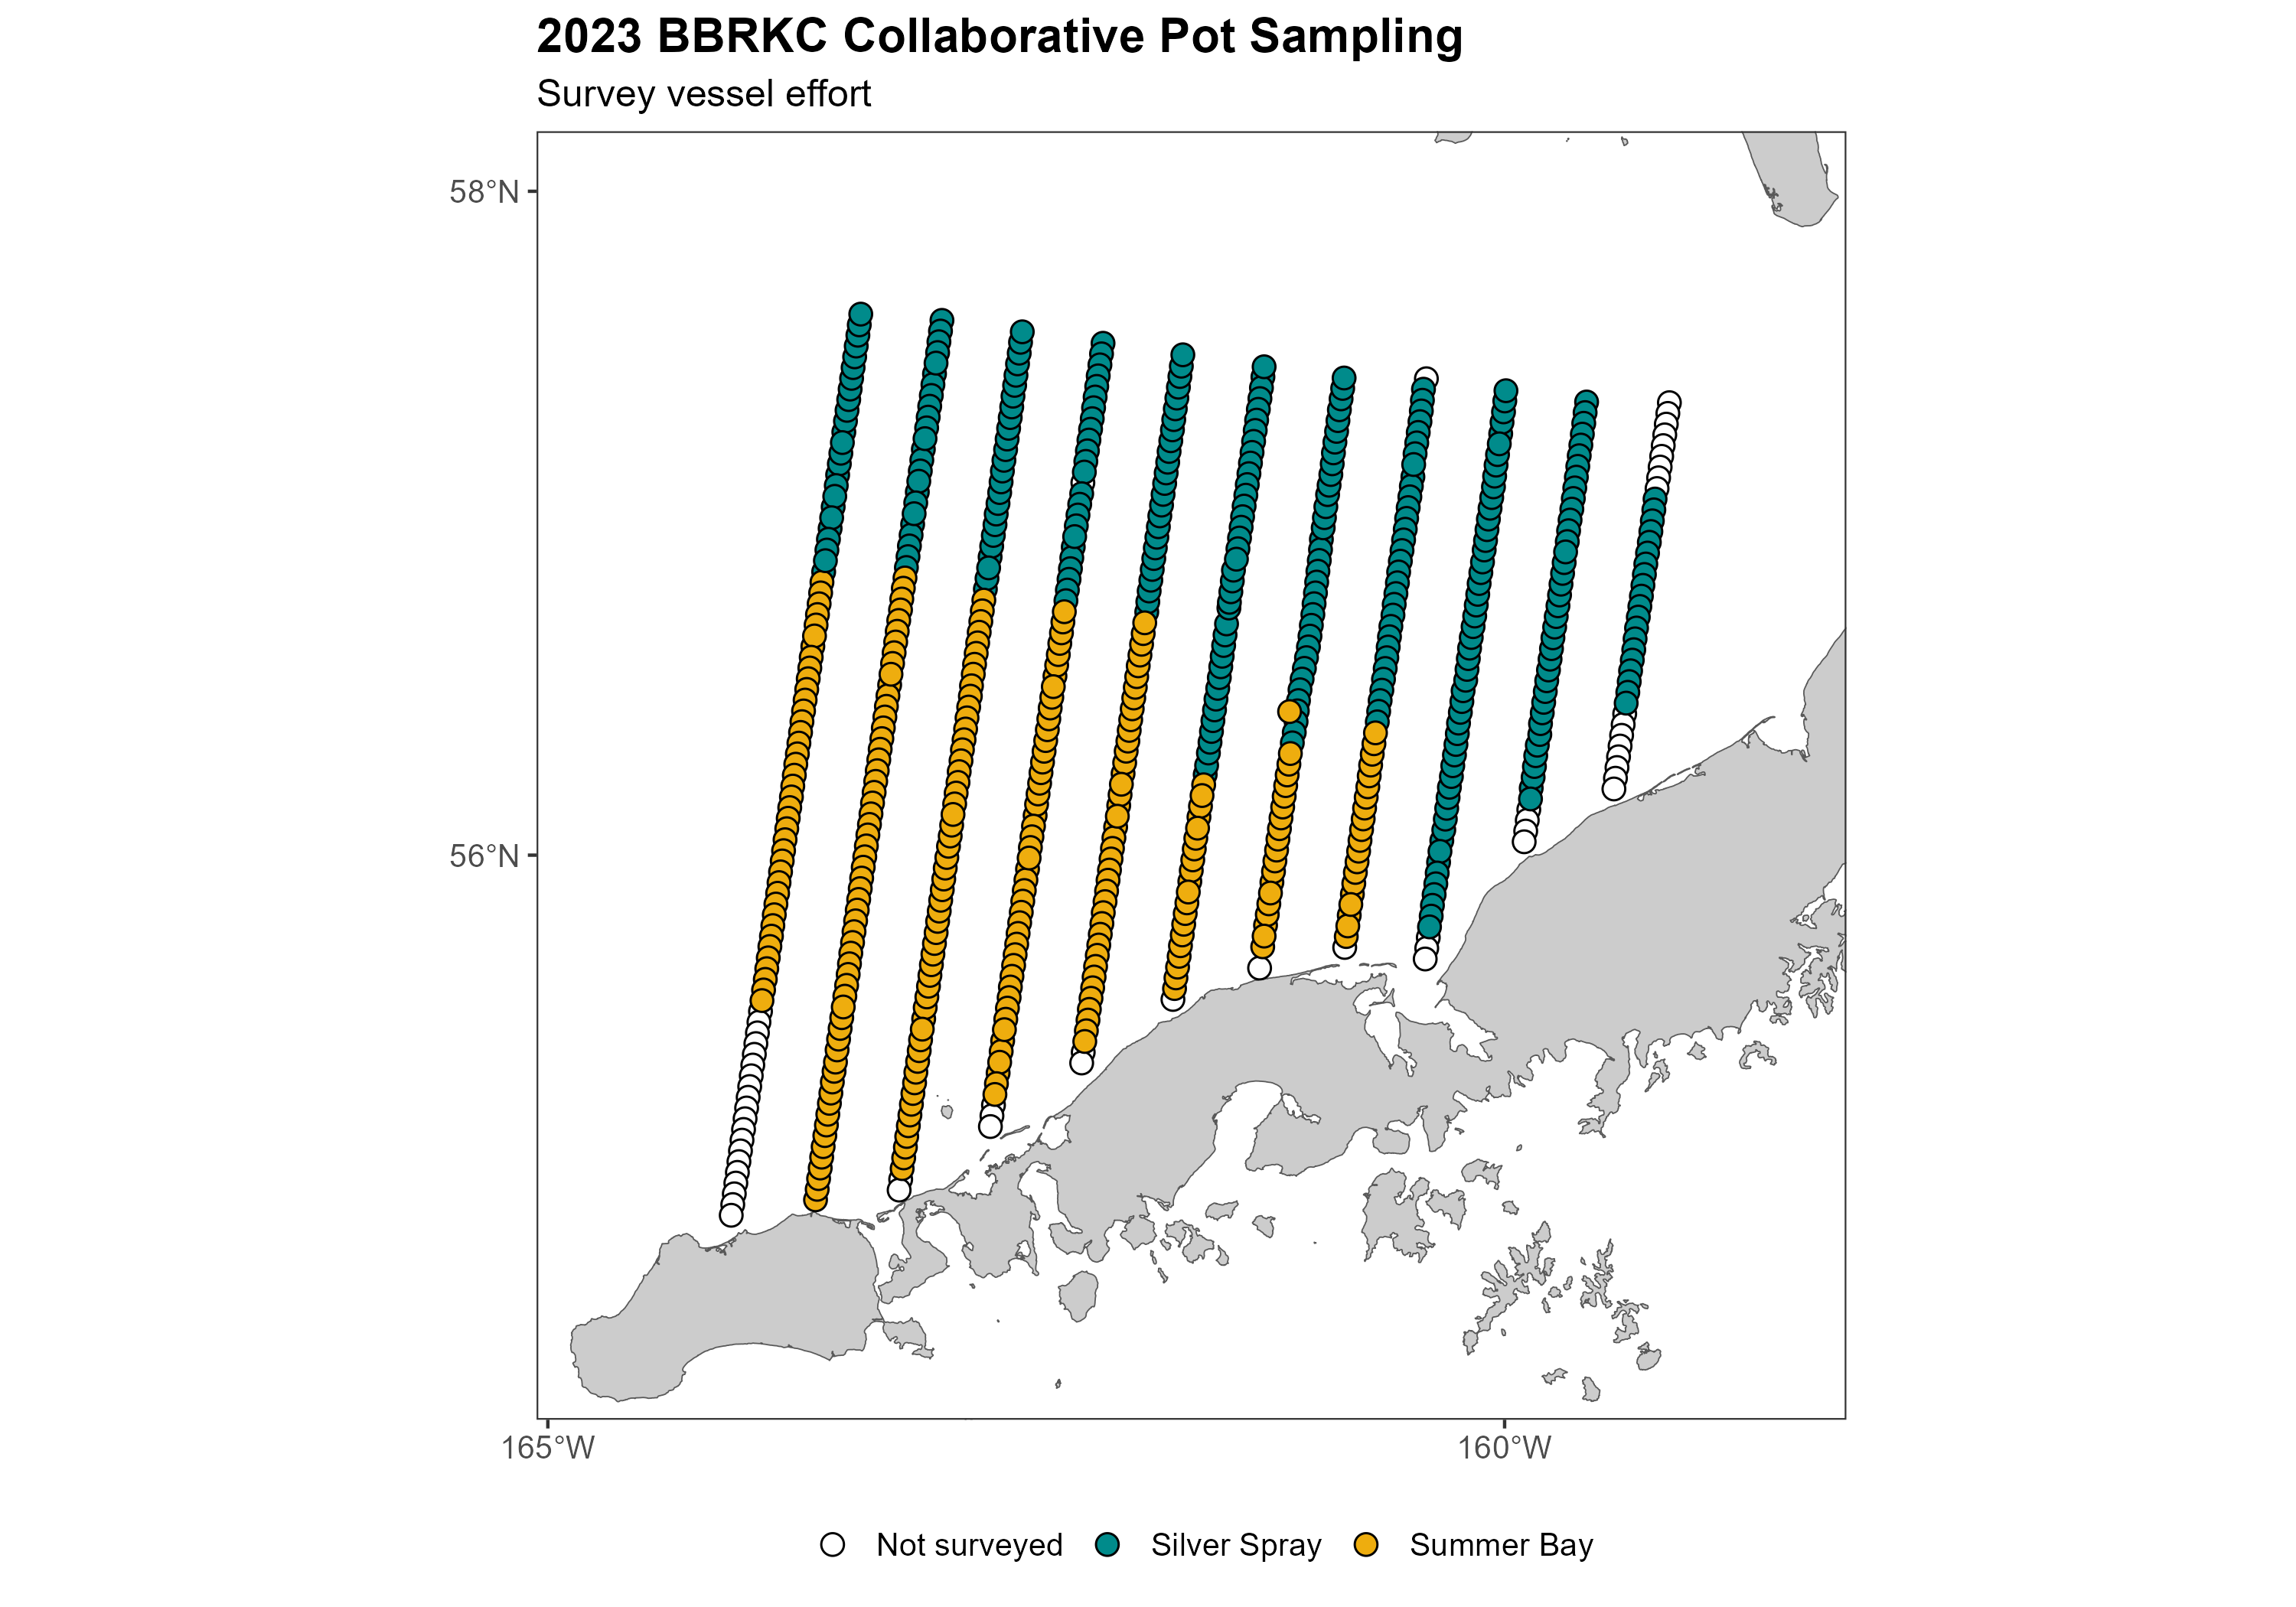 2023 BBRKC Collaborative Pot Sampling
Survey vessel effort
58°N
56°N
165°W
160°W
Not surveyed
Silver Spray
Summer Bay